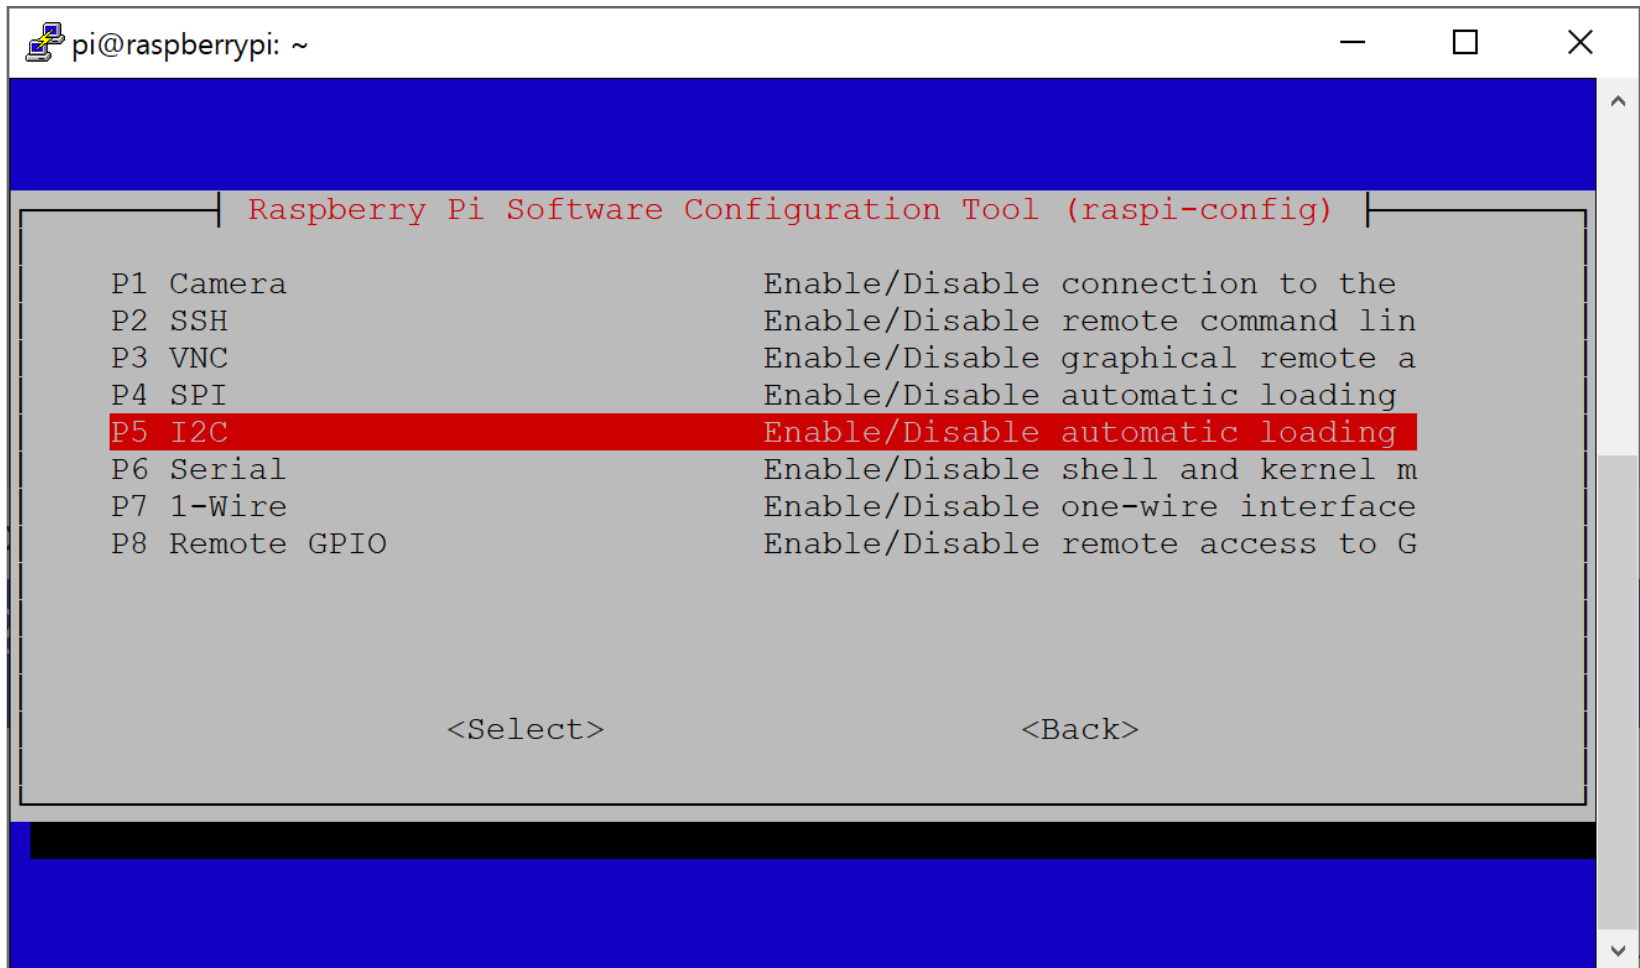 pi@raspberrypi: ~
Raspberry Pi Software Configuration Tool (raspi-config)
P1 Camera Enable/Disable connection to the
P2 SSH Enable/Disable remote command lin
P3 VNC Enable/Disable graphical remote a
P4 SPI Enable/Disable automatic loading
P5 I2C Enable/Disable automatic loading
P6 Serial Enable/Disable shell and kernel m
P7 1-Wire Enable/Disable one-wire interface
P8 Remote GPIO Enable/Disable remote access to G
<Select> <Back>